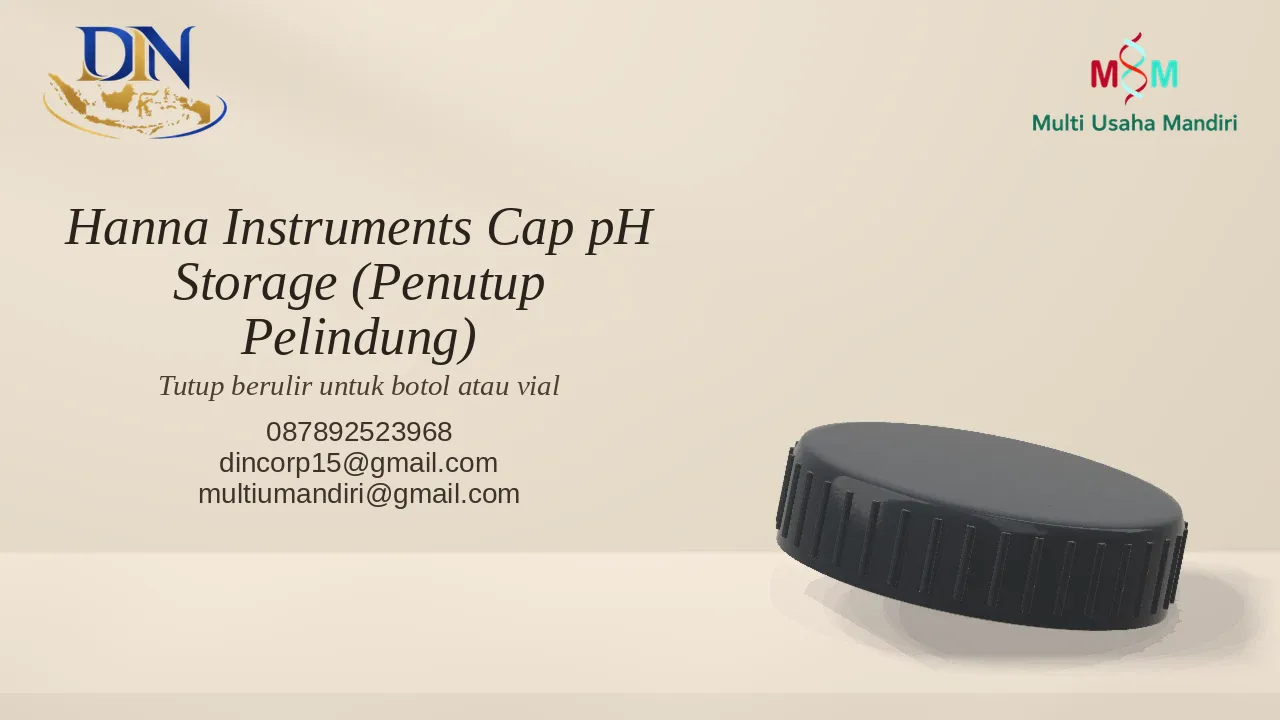 DIN
MSM
Multi Usaha Mandiri
Hanna Instruments Cap pH
Storage (Penutup
Pelindung)
Tutup berulir untuk botol atau vial
087892523968
dincorp15@gmail.com
multiumandiri@gmail.com